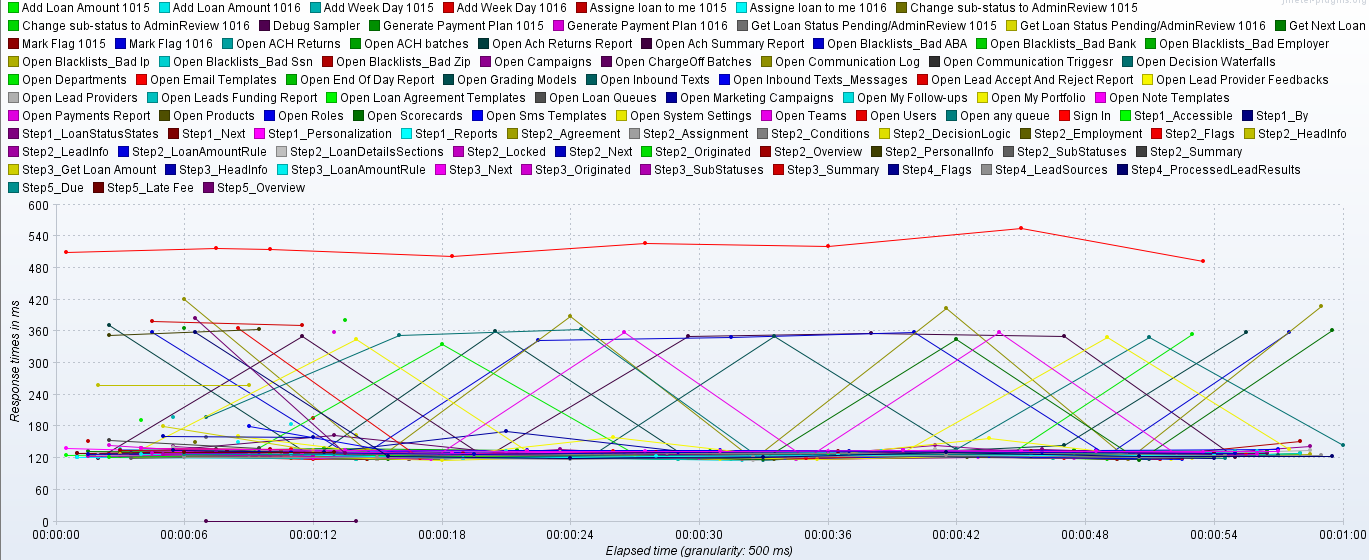 Add Loan Amount 1015 Add Loan Amount 1016 Add Week Day 1015 Add Week Day 1016 Assigne loan to me 1015 Assigne loan to me 1016 Change sub-status to AdminReview 1015
Change sub-status to AdminReview 1016 Debug Sampler Generate Payment Plan 1015 Generate Payment Plan 1016 Get Loan Status Pending/AdminReview 1015 Get Loan Status Pending/AdminReview 1016 Get Next Loan
Mark Flag 1015 Mark Flag 1016 Open ACH Returns Open ACH batches Open Ach Returns Report Open Ach Summary Report Open Blacklists_Bad ABA Open Blacklists_Bad Bank Open Blacklists_Bad Employer
Open Blacklists_Bad Ip Open Blacklists_Bad Ssn Open Blacklists_Bad Zip Open Campaigns Open ChargeOff Batches Open Communication Log Open Communication Triggesr Open Decision Waterfalls
Open Departments Open Email Templates Open End Of Day Report Open Grading Models Open Inbound Texts Open Inbound Texts_Messages Open Lead Accept And Reject Report Open Lead Provider Feedbacks
Open Lead Providers Open Leads Funding Report Open Loan Agreement Templates Open Loan Queues Open Marketing Campaigns Open My Follow-ups Open My Portfolio Open Note Templates
Open Payments Report Open Products Open Roles Open Scorecards Open Sms Templates Open System Settings Open Teams Open Users Open any queue Sign In Step1_Accessible Step1_By
Step1_LoanStatusStates Step1_Next Step1_Personalization Step1_Reports Step2_Agreement Step2_Assignment Step2_Conditions Step2_DecisionLogic Step2_Employment Step2_Flags Step2_HeadInfo
Step2_LeadInfo Step2_LoanAmountRule Step2_LoanDetailsSections Step2_Locked Step2_Next Step2_Originated Step2_Overview Step2_PersonalInfo Step2_SubStatuses Step2_Summary
Step3_Get Loan Amount Step3_HeadInfo Step3_LoanAmountRule Step3_Next Step3_Originated Step3_SubStatuses Step3_Summary Step4_Flags Step4_LeadSources Step4_ProcessedLeadResults
Step5_Due Step5_Late Fee Step5_Overview
600
540
480
420
360
300
240
180
120
60
0
Response times in ms
00:00:00 00:00:06 00:00:12 00:00:18 00:00:24 00:00:30 00:00:36 00:00:42 00:00:48 00:00:54 00:01:00
Elapsed time (granularity: 500 ms)